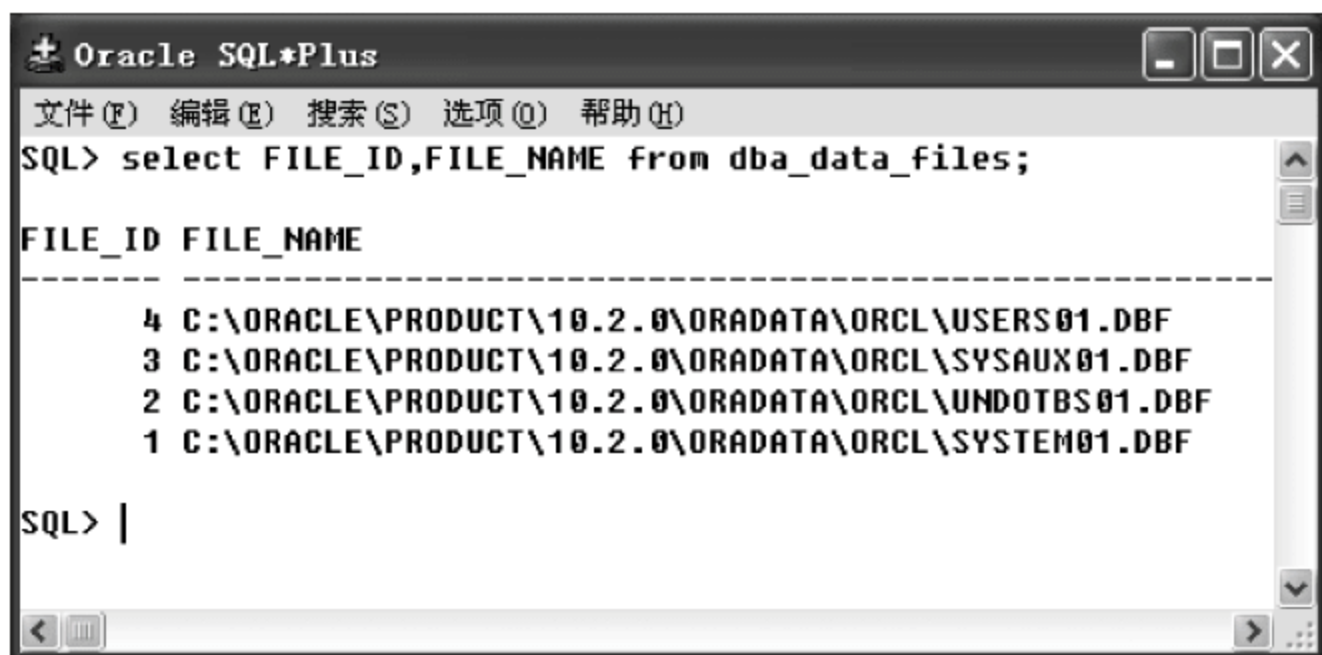 Oracle SQL*Plus
文件(F) 编辑(E) 搜索(S) 选项(O) 帮助(H)
SQL> select FILE_ID,FILE_NAME from dba_data_files;
FILE_ID FILE_NAME
------- ------------------------------------------------------
4 C:\ORACLE\PRODUCT\10.2.0\ORADATA\ORCL\USERS01.DBF
3 C:\ORACLE\PRODUCT\10.2.0\ORADATA\ORCL\SYSAUX01.DBF
2 C:\ORACLE\PRODUCT\10.2.0\ORADATA\ORCL\UNDOTBS01.DBF
1 C:\ORACLE\PRODUCT\10.2.0\ORADATA\ORCL\SYSTEM01.DBF
SQL>